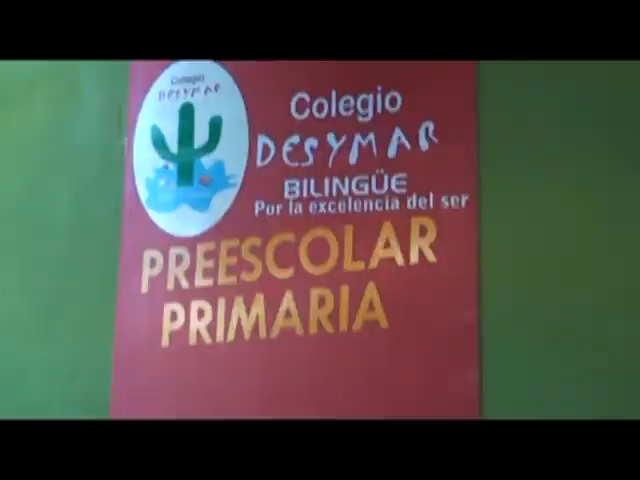 Colegio
DESYMAR
Colegio
DESYMAR
BILINGÜE
Por la excelencia del ser
PREESCOLAR
PRIMARIA